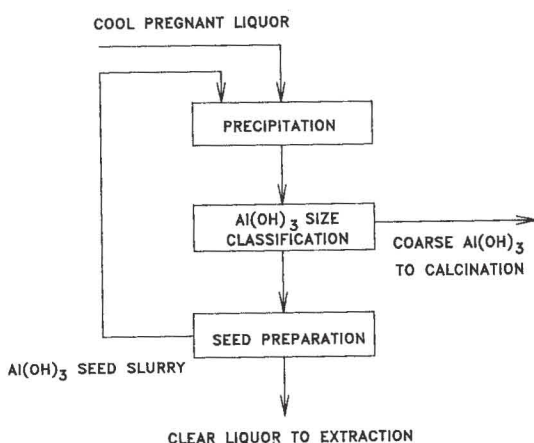 COOL PREGNANT LIQUOR
PRECIPITATION
Al(OH)3 SIZE
CLASSIFICATION
COARSE Al(OH)3
TO CALCINATION
SEED PREPARATION
Al(OH)3 SEED SLURRY
CLEAR LIQUOR TO EXTRACTION